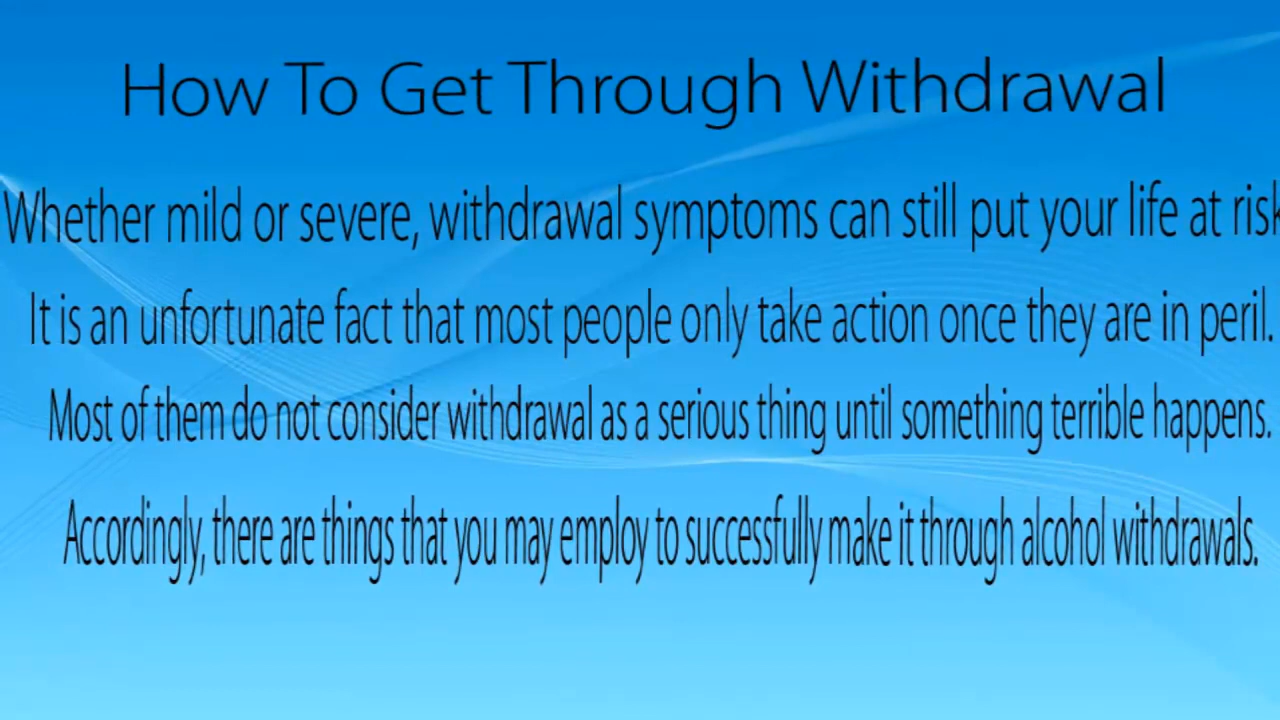 How To Get Through Withdrawal
Whether mild or severe, withdrawal symptoms can still put your life at risk
It is an unfortunate fact that most people only take action once they are in peril.
Most of them do not consider withdrawal as a serious thing until something terrible happens.
Accordingly, there are things that you may employ to successfully make it through alcohol withdrawals.